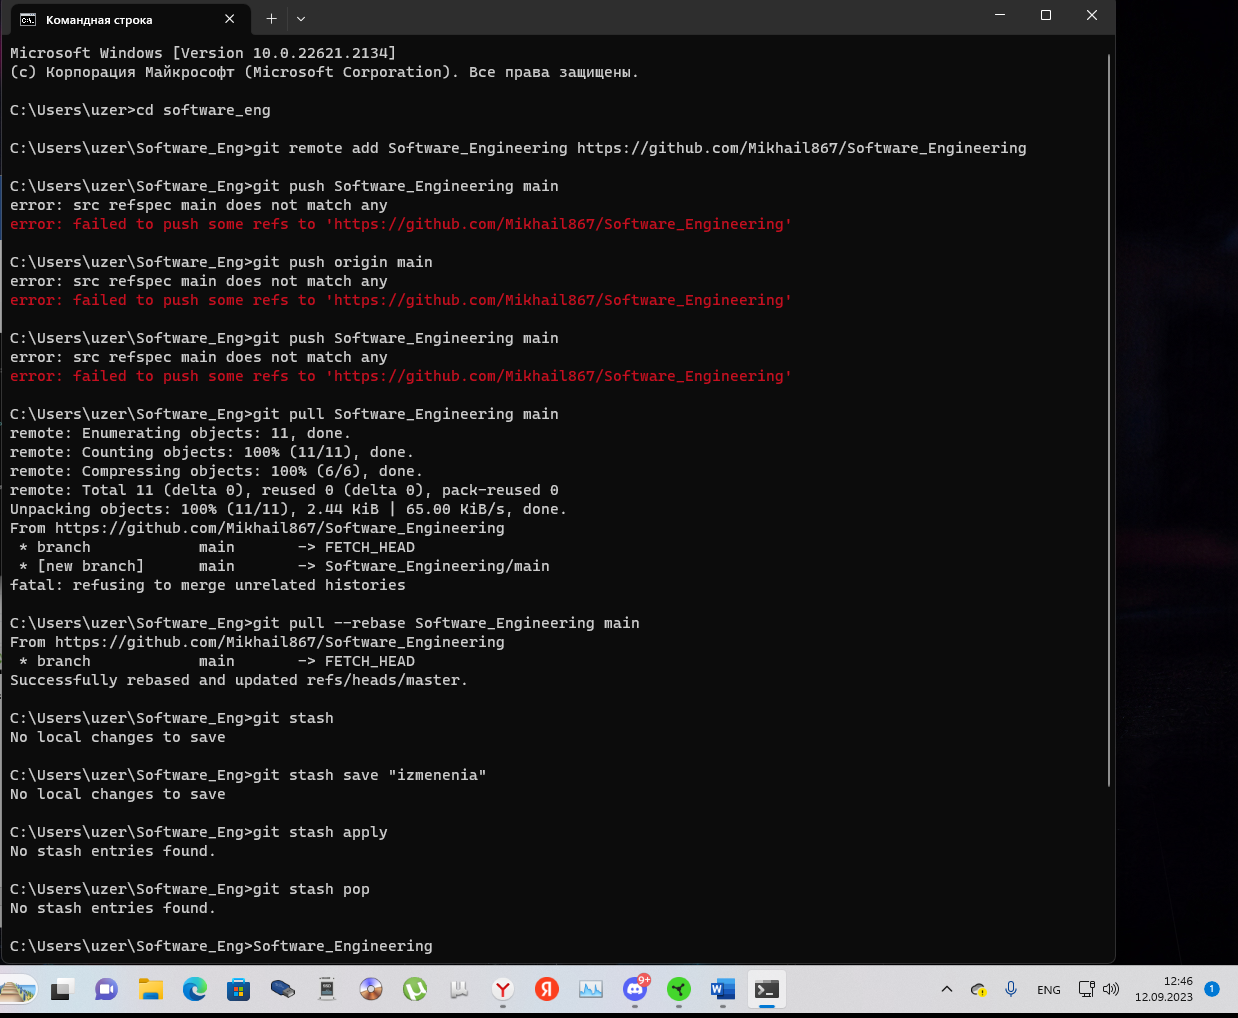 Командная строка
Microsoft Windows [Version 10.0.22621.2134]
(c) Корпорация Майкрософт (Microsoft Corporation). Все права защищены.
C:\Users\uzer>cd software_eng
C:\Users\uzer\Software_Eng>git remote add Software_Engineering https://github.com/Mikhail867/Software_Engineering
C:\Users\uzer\Software_Eng>git push Software_Engineering main
error: src refspec main does not match any
error: failed to push some refs to 'https://github.com/Mikhail867/Software_Engineering'
C:\Users\uzer\Software_Eng>git push origin main
error: src refspec main does not match any
error: failed to push some refs to 'https://github.com/Mikhail867/Software_Engineering'
C:\Users\uzer\Software_Eng>git push Software_Engineering main
error: src refspec main does not match any
error: failed to push some refs to 'https://github.com/Mikhail867/Software_Engineering'
C:\Users\uzer\Software_Eng>git pull Software_Engineering main
remote: Enumerating objects: 11, done.
remote: Counting objects: 100% (11/11), done.
remote: Compressing objects: 100% (6/6), done.
remote: Total 11 (delta 0), reused 0 (delta 0), pack-reused 0
Unpacking objects: 100% (11/11), 2.44 KiB | 65.00 KiB/s, done.
From https://github.com/Mikhail867/Software_Engineering
 * branch            main       -> FETCH_HEAD
 * [new branch]      main       -> Software_Engineering/main
fatal: refusing to merge unrelated histories
C:\Users\uzer\Software_Eng>git pull --rebase Software_Engineering main
From https://github.com/Mikhail867/Software_Engineering
 * branch            main       -> FETCH_HEAD
Successfully rebased and updated refs/heads/master.
C:\Users\uzer\Software_Eng>git stash
No local changes to save
C:\Users\uzer\Software_Eng>git stash save "izmenenia"
No local changes to save
C:\Users\uzer\Software_Eng>git stash apply
No stash entries found.
C:\Users\uzer\Software_Eng>git stash pop
No stash entries found.
C:\Users\uzer\Software_Eng>Software_Engineering
9+
ENG
12:46
12.09.2023
1